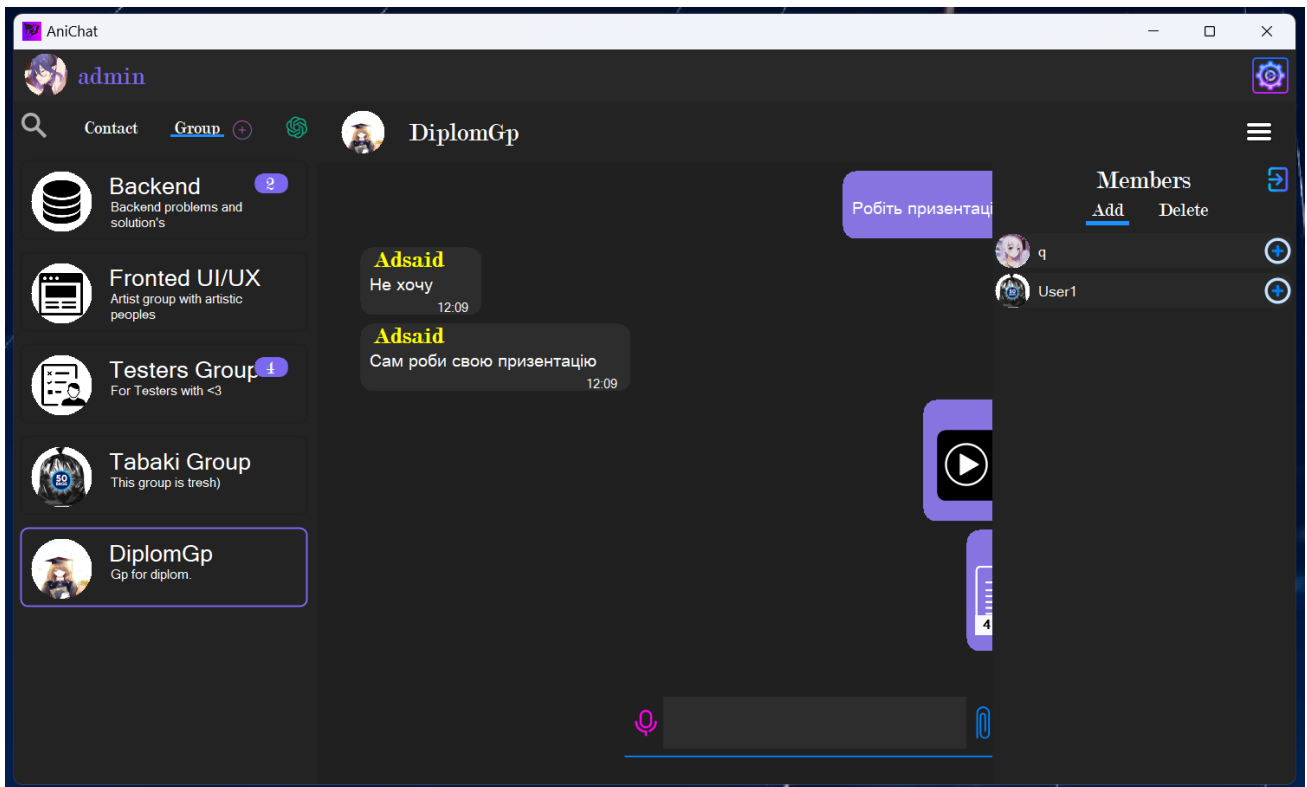 AniChat
admin
Contact
Group
DiplomGp
Backend
2
Backend problems and
solution's
Fronted UI/UX
Artist group with artistic
peoples
Testers Group
4
For Testers with <3
Tabaki Group
This group is tresh)
DiplomGp
Gp for diplom.
Робіть призентаці
Adsaid
Не хочу
12:09
Adsaid
Сам роби свою призентацію
12:09
4
Members
Add
Delete
q
User1